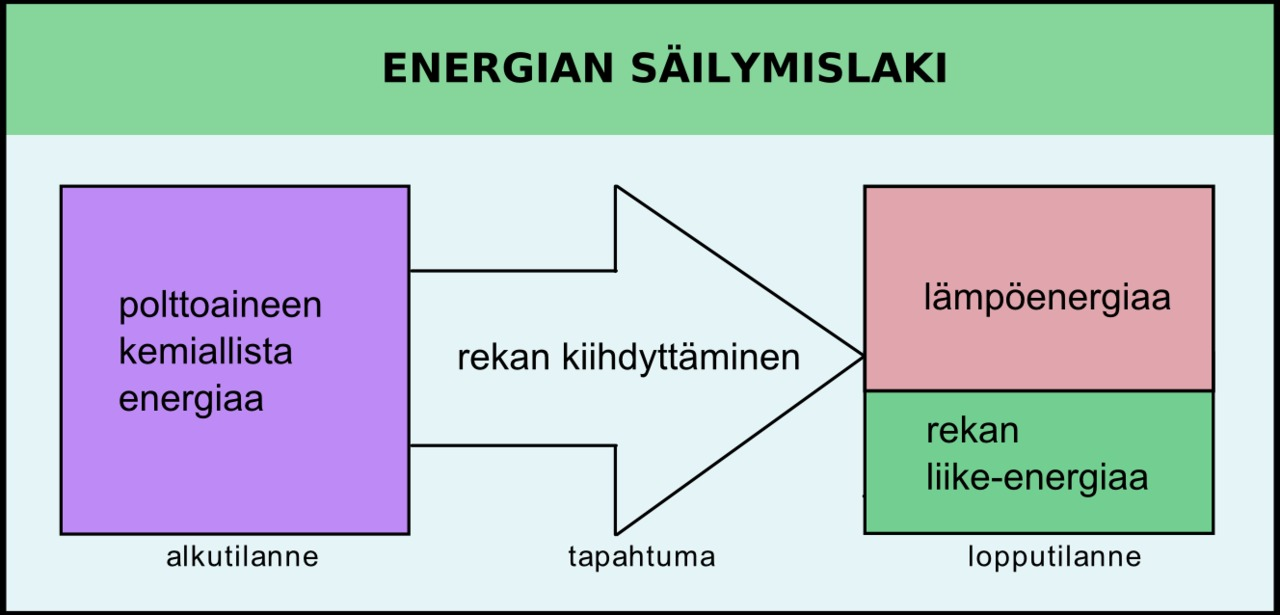 ENERGIAN SÄILYMISLAKI
polttoaineen
kemiallista
energiaa
rekan kiihdyttäminen
lämpöenergiaa
rekan
liike-energiaa
alkutilanne
tapahtuma
lopputilanne